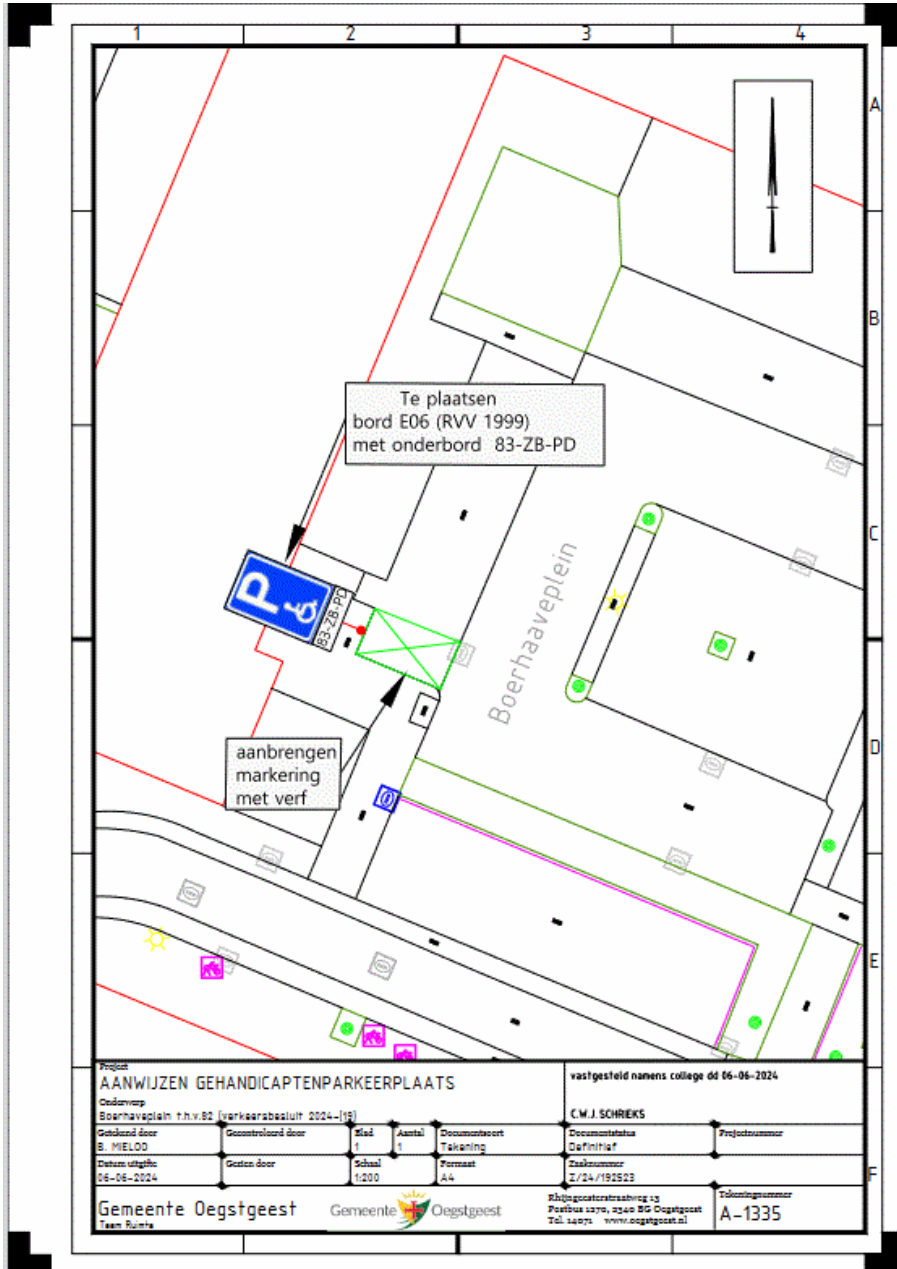 1 2 3 4
A
B
C
D
E
F
Te plaatsen
bord E06 (RVV 1999)
met onderbord 83-ZB-PD
P
83-ZB-PD
Boerhaaveplein
aanbrengen
markering
met verf
Project
AANWIJZEN GEHANDICAPTENPARKEERPLAATS
vastgesteld namens college dd 06-06-2024
Onderwerp
Boerhaveplein t.h.v.82 (verkeersbesluit 2024-(19)
C.W.J. SCHRIEKS
Getekend door Gecontroleerd door Blad Aantal Documentsoort Documentstatus Projectnummer
B. MIELOO 1 1 Tekening Definitief
Datum uitgifte Gezien door Schaal Formaat Zaaknummer
06-06-2024 1:200 A4 Z/24/192523
Gemeente Oegstgeest
Team Ruimte
Gemeente Oegstgeest
Rhijngeesterstraatweg 13
Postbus 1270, 2340 BG Oegstgeest
Tel. 14071 www.oegstgeest.nl
Tekeningnummer
A-1335